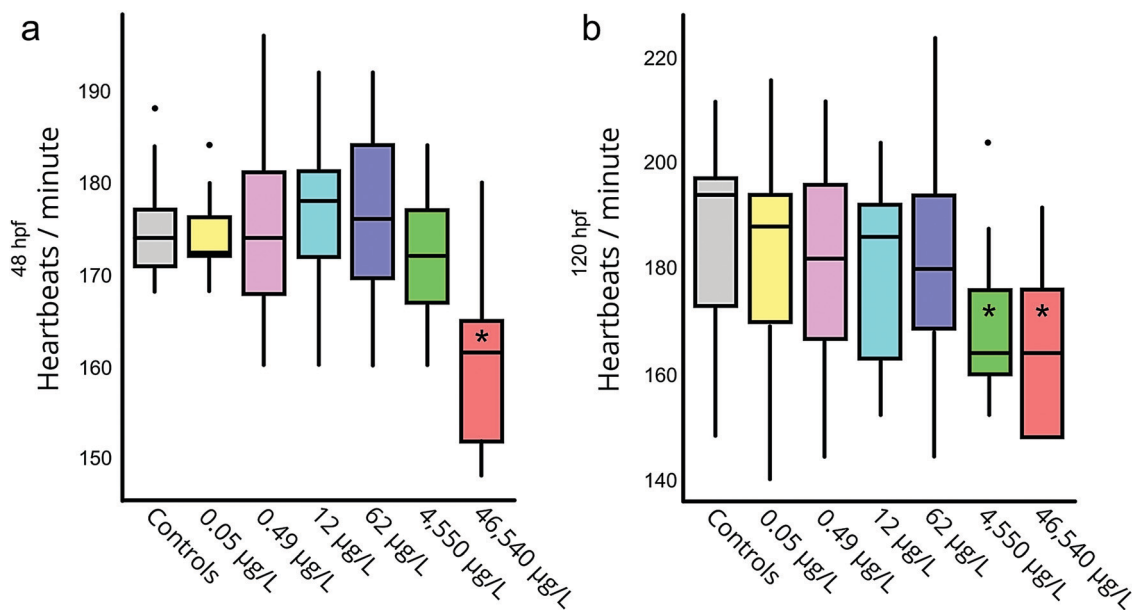 a
48 hpf
Heartbeats / minute
190
180
170
160
150
*
Controls
0.05 µg/L
0.49 µg/L
12 µg/L
62 µg/L
4,550 µg/L
46,540 µg/L
b
120 hpf
Heartbeats / minute
220
200
180
160
140
*
*
Controls
0.05 µg/L
0.49 µg/L
12 µg/L
62 µg/L
4,550 µg/L
46,540 µg/L